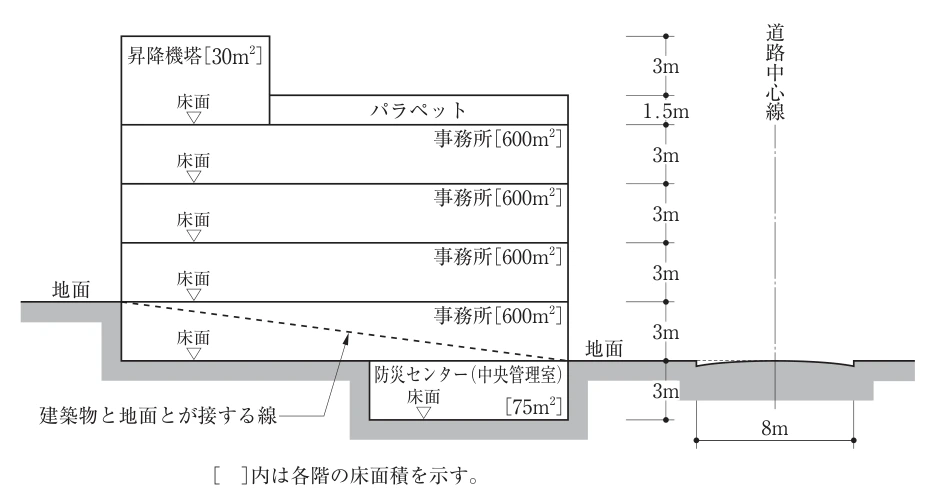 昇降機塔[30m²]
床面
パラペット
事務所[600m²]
床面
事務所[600m²]
床面
事務所[600m²]
床面
事務所[600m²]
床面
地面
地面
防災センター(中央管理室)
床面
[75m²]
建築物と地面とが接する線
3m
1.5m
3m
3m
3m
3m
3m
道路中心線
8m
[ ]内は各階の床面積を示す。